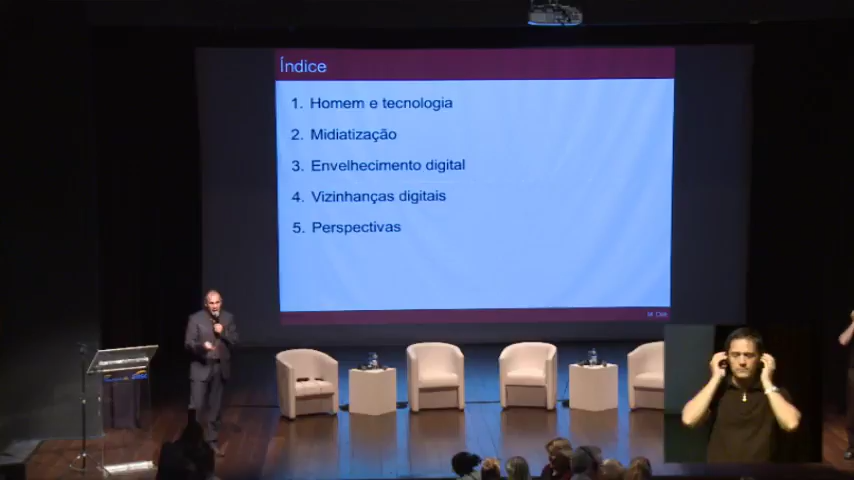 Índice
1. Homem e tecnologia
2. Midiatização
3. Envelhecimento digital
4. Vizinhanças digitais
5. Perspectivas